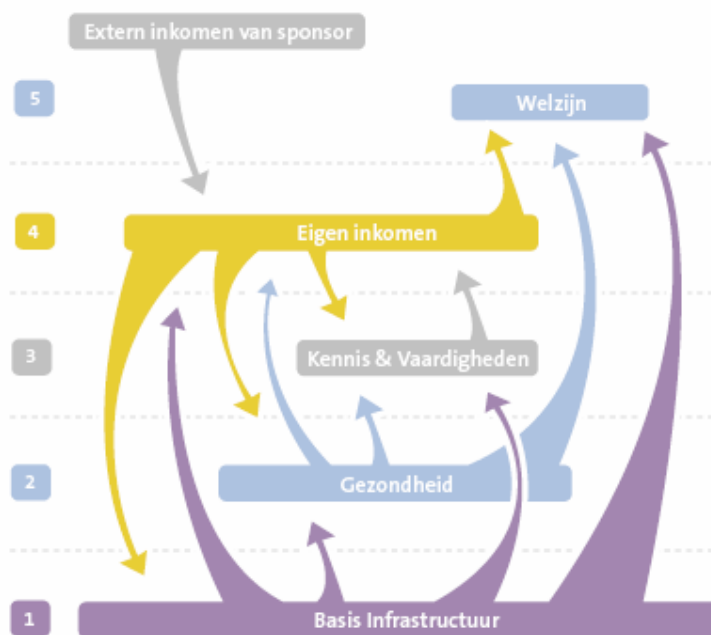 Extern inkomen van sponsor
5
Welzijn
4
Eigen inkomen
3
Kennis & Vaardigheden
2
Gezondheid
1
Basis Infrastructuur